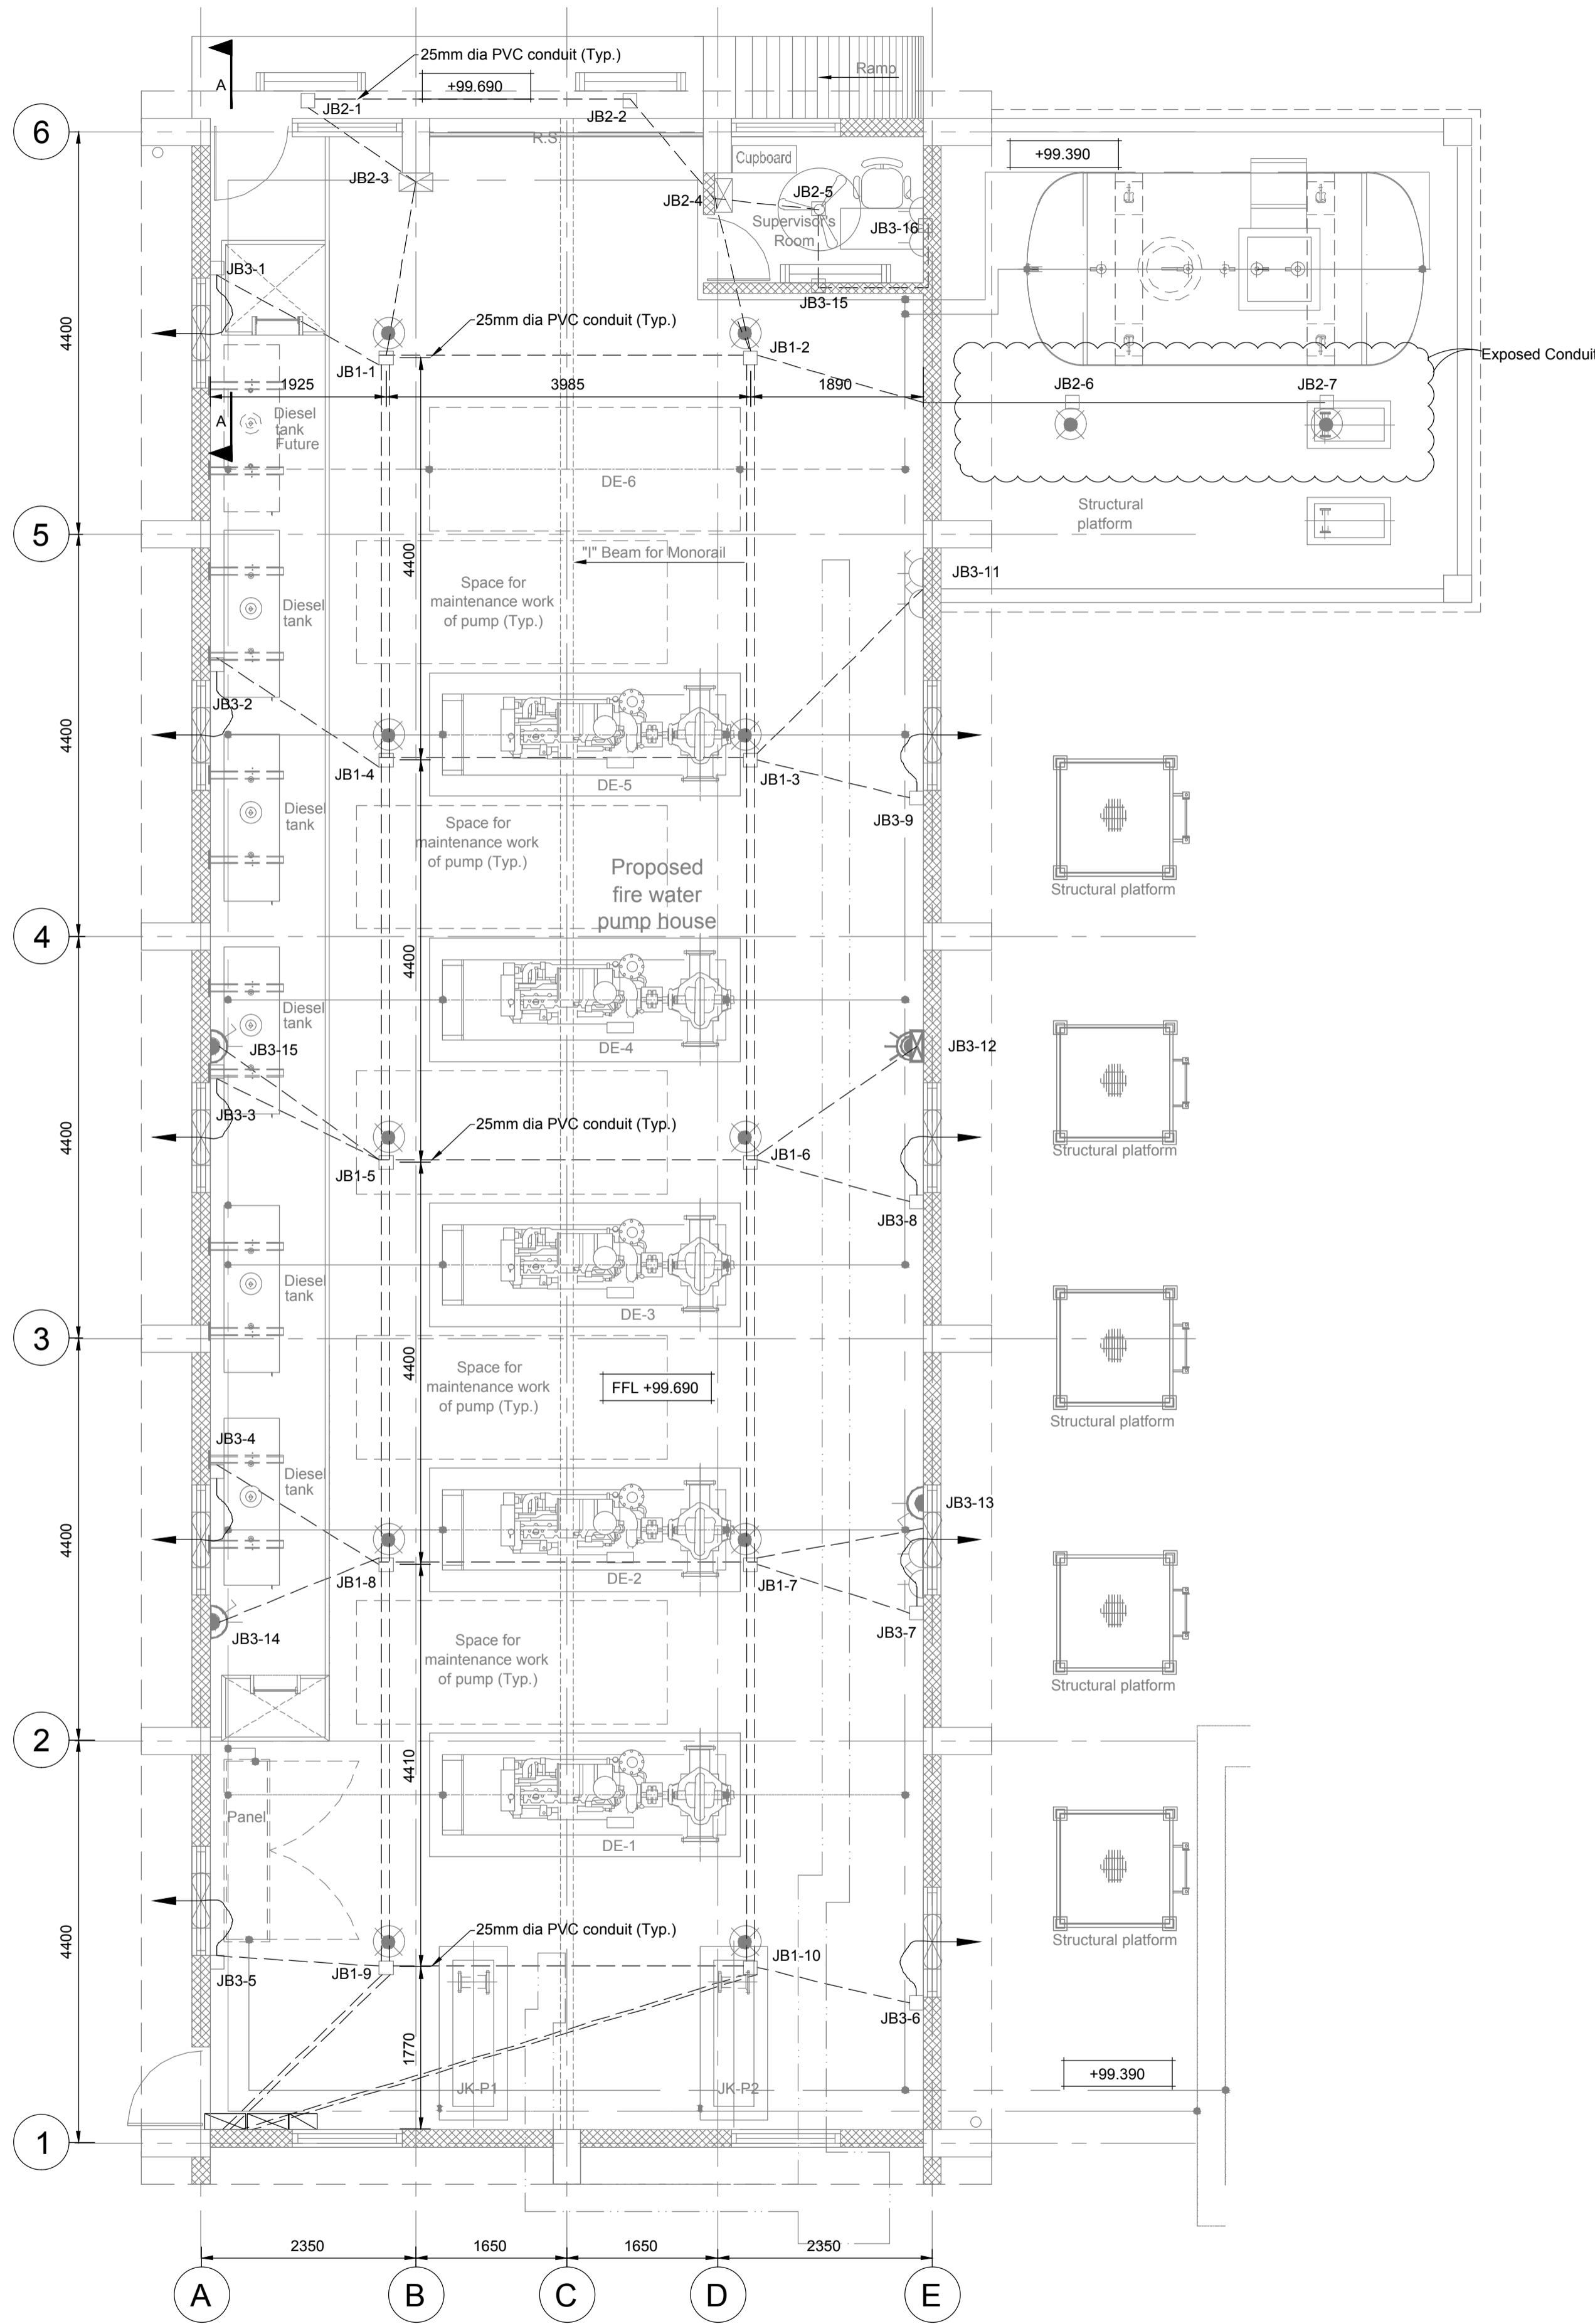 25mm dia PVC conduit (Typ.)
Ramp
A
+99.690
JB2-1
JB2-2
6
R.S.
+99.390
Cupboard
JB2-3
JB2-4
JB2-5
Supervisor's
Room
JB3-16
JB3-1
JB3-15
4400
25mm dia PVC conduit (Typ.)
JB1-2
JB1-1
Exposed Conduit
1925
3985
1890
JB2-6
JB2-7
A
Diesel
tank
Future
DE-6
Structural
platform
5
4400
"I" Beam for Monorail
JB3-11
Space for
maintenance work
of pump (Typ.)
Diesel
tank
JB3-2
4400
JB1-4
DE-5
JB1-3
JB3-9
Diesel
tank
Space for
maintenance work
of pump (Typ.)
Proposed
fire water
pump house
Structural platform
4
4400
Diesel
tank
DE-4
JB3-15
JB3-12
JB3-3
25mm dia PVC conduit (Typ.)
4400
JB1-5
JB1-6
Structural platform
JB3-8
Diesel
tank
DE-3
3
4400
Space for
maintenance work
of pump (Typ.)
FFL +99.690
Structural platform
JB3-4
Diesel
tank
JB3-13
4400
JB1-8
DE-2
JB1-7
JB3-14
JB3-7
Space for
maintenance work
of pump (Typ.)
Structural platform
2
4410
Panel
DE-1
4400
25mm dia PVC conduit (Typ.)
Structural platform
JB3-5
JB1-9
JB1-10
JB3-6
1770
+99.390
JK-P1
JK-P2
1
2350
1650
1650
2350
A
B
C
D
E